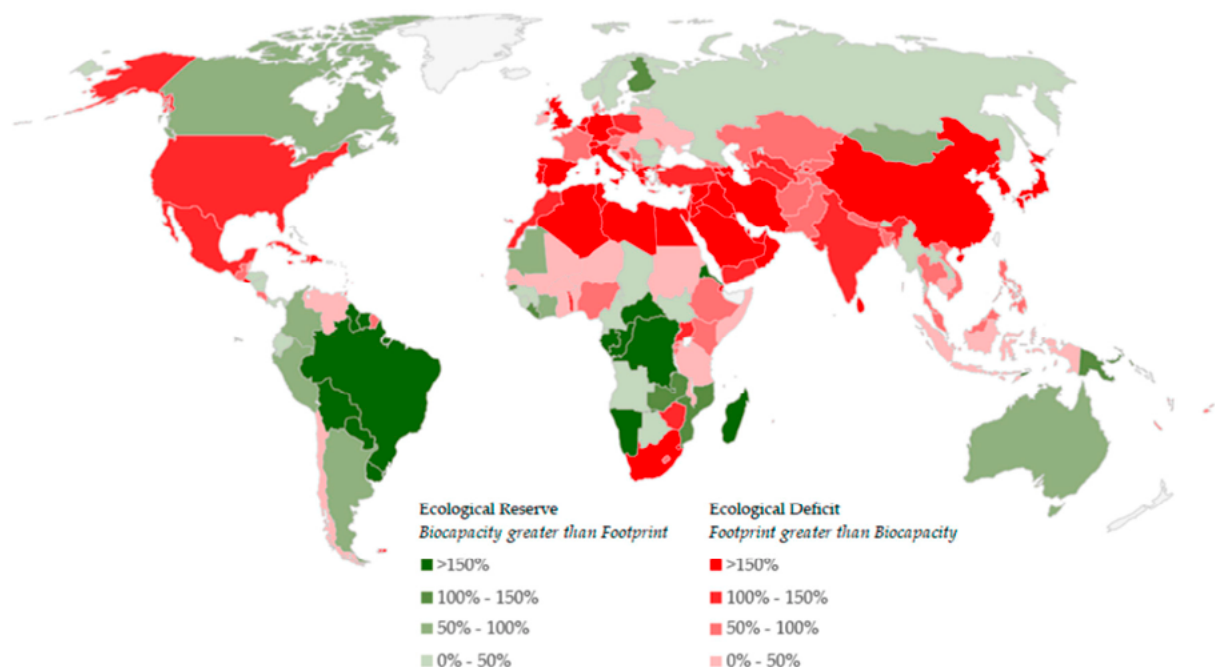 Ecological Reserve
Biocapacity greater than Footprint
>150%
100% - 150%
50% - 100%
0% - 50%
Ecological Deficit
Footprint greater than Biocapacity
>150%
100% - 150%
50% - 100%
0% - 50%